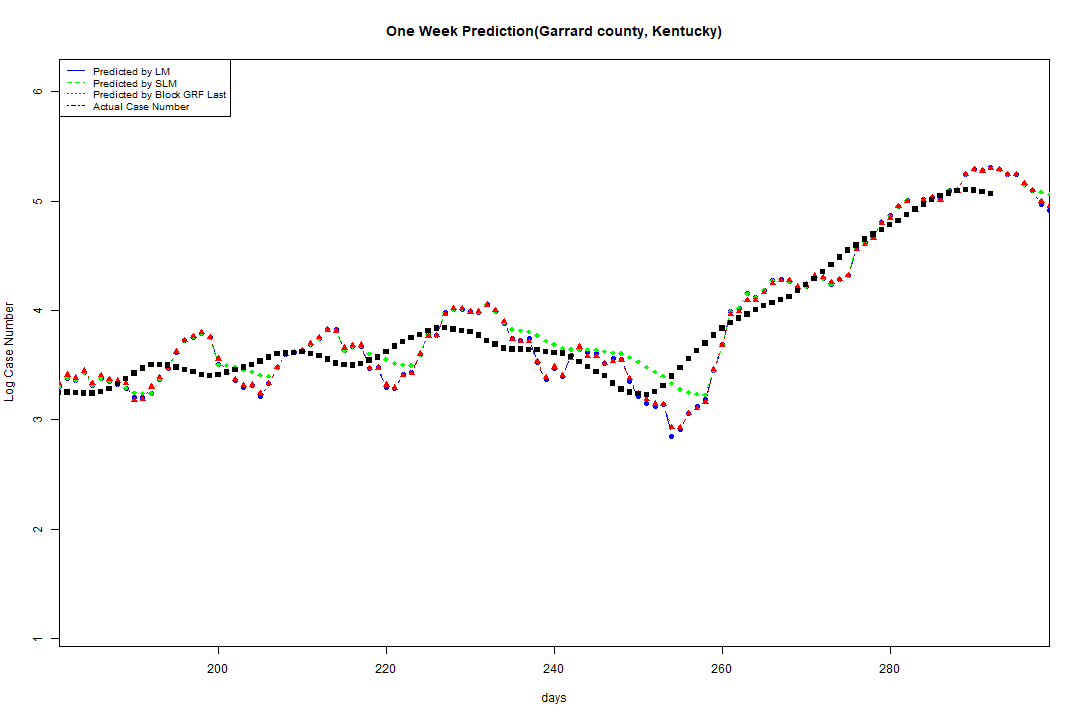 One Week Prediction(Garrard county, Kentucky)
Predicted by LM
Predicted by SLM
Predicted by Block GRF Last
Actual Case Number
6
5
4
3
2
1
Log Case Number
200 220 240 260 280
days